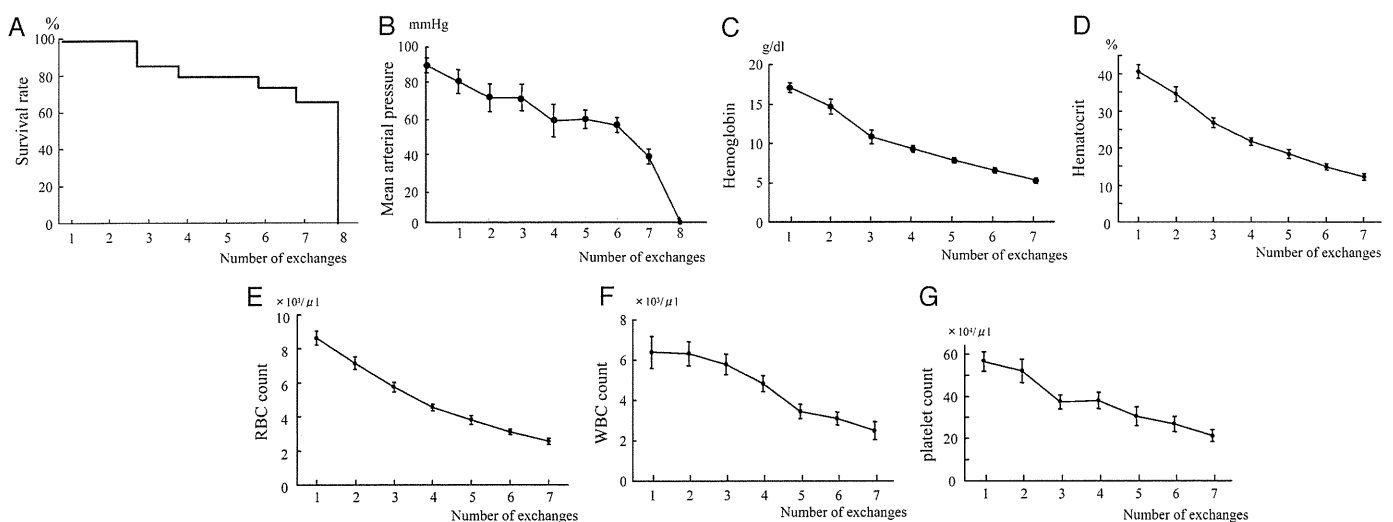 A
%
Survival rate
100
80
60
40
20
0
1 2 3 4 5 6 7 8
Number of exchanges
B
mmHg
Mean arterial pressure
100
80
60
40
20
0
1 2 3 4 5 6 7 8
Number of exchanges
C
g/dl
Hemoglobin
20
15
10
5
0
1 2 3 4 5 6 7
Number of exchanges
D
%
Hematocrit
40
30
20
10
0
1 2 3 4 5 6 7
Number of exchanges
E
×10³/μl
RBC count
10
8
6
4
2
0
1 2 3 4 5 6 7
Number of exchanges
F
×10³/μl
WBC count
8
6
4
2
0
1 2 3 4 5 6 7
Number of exchanges
G
×10⁴/μl
platelet count
60
40
20
0
1 2 3 4 5 6 7
Number of exchanges